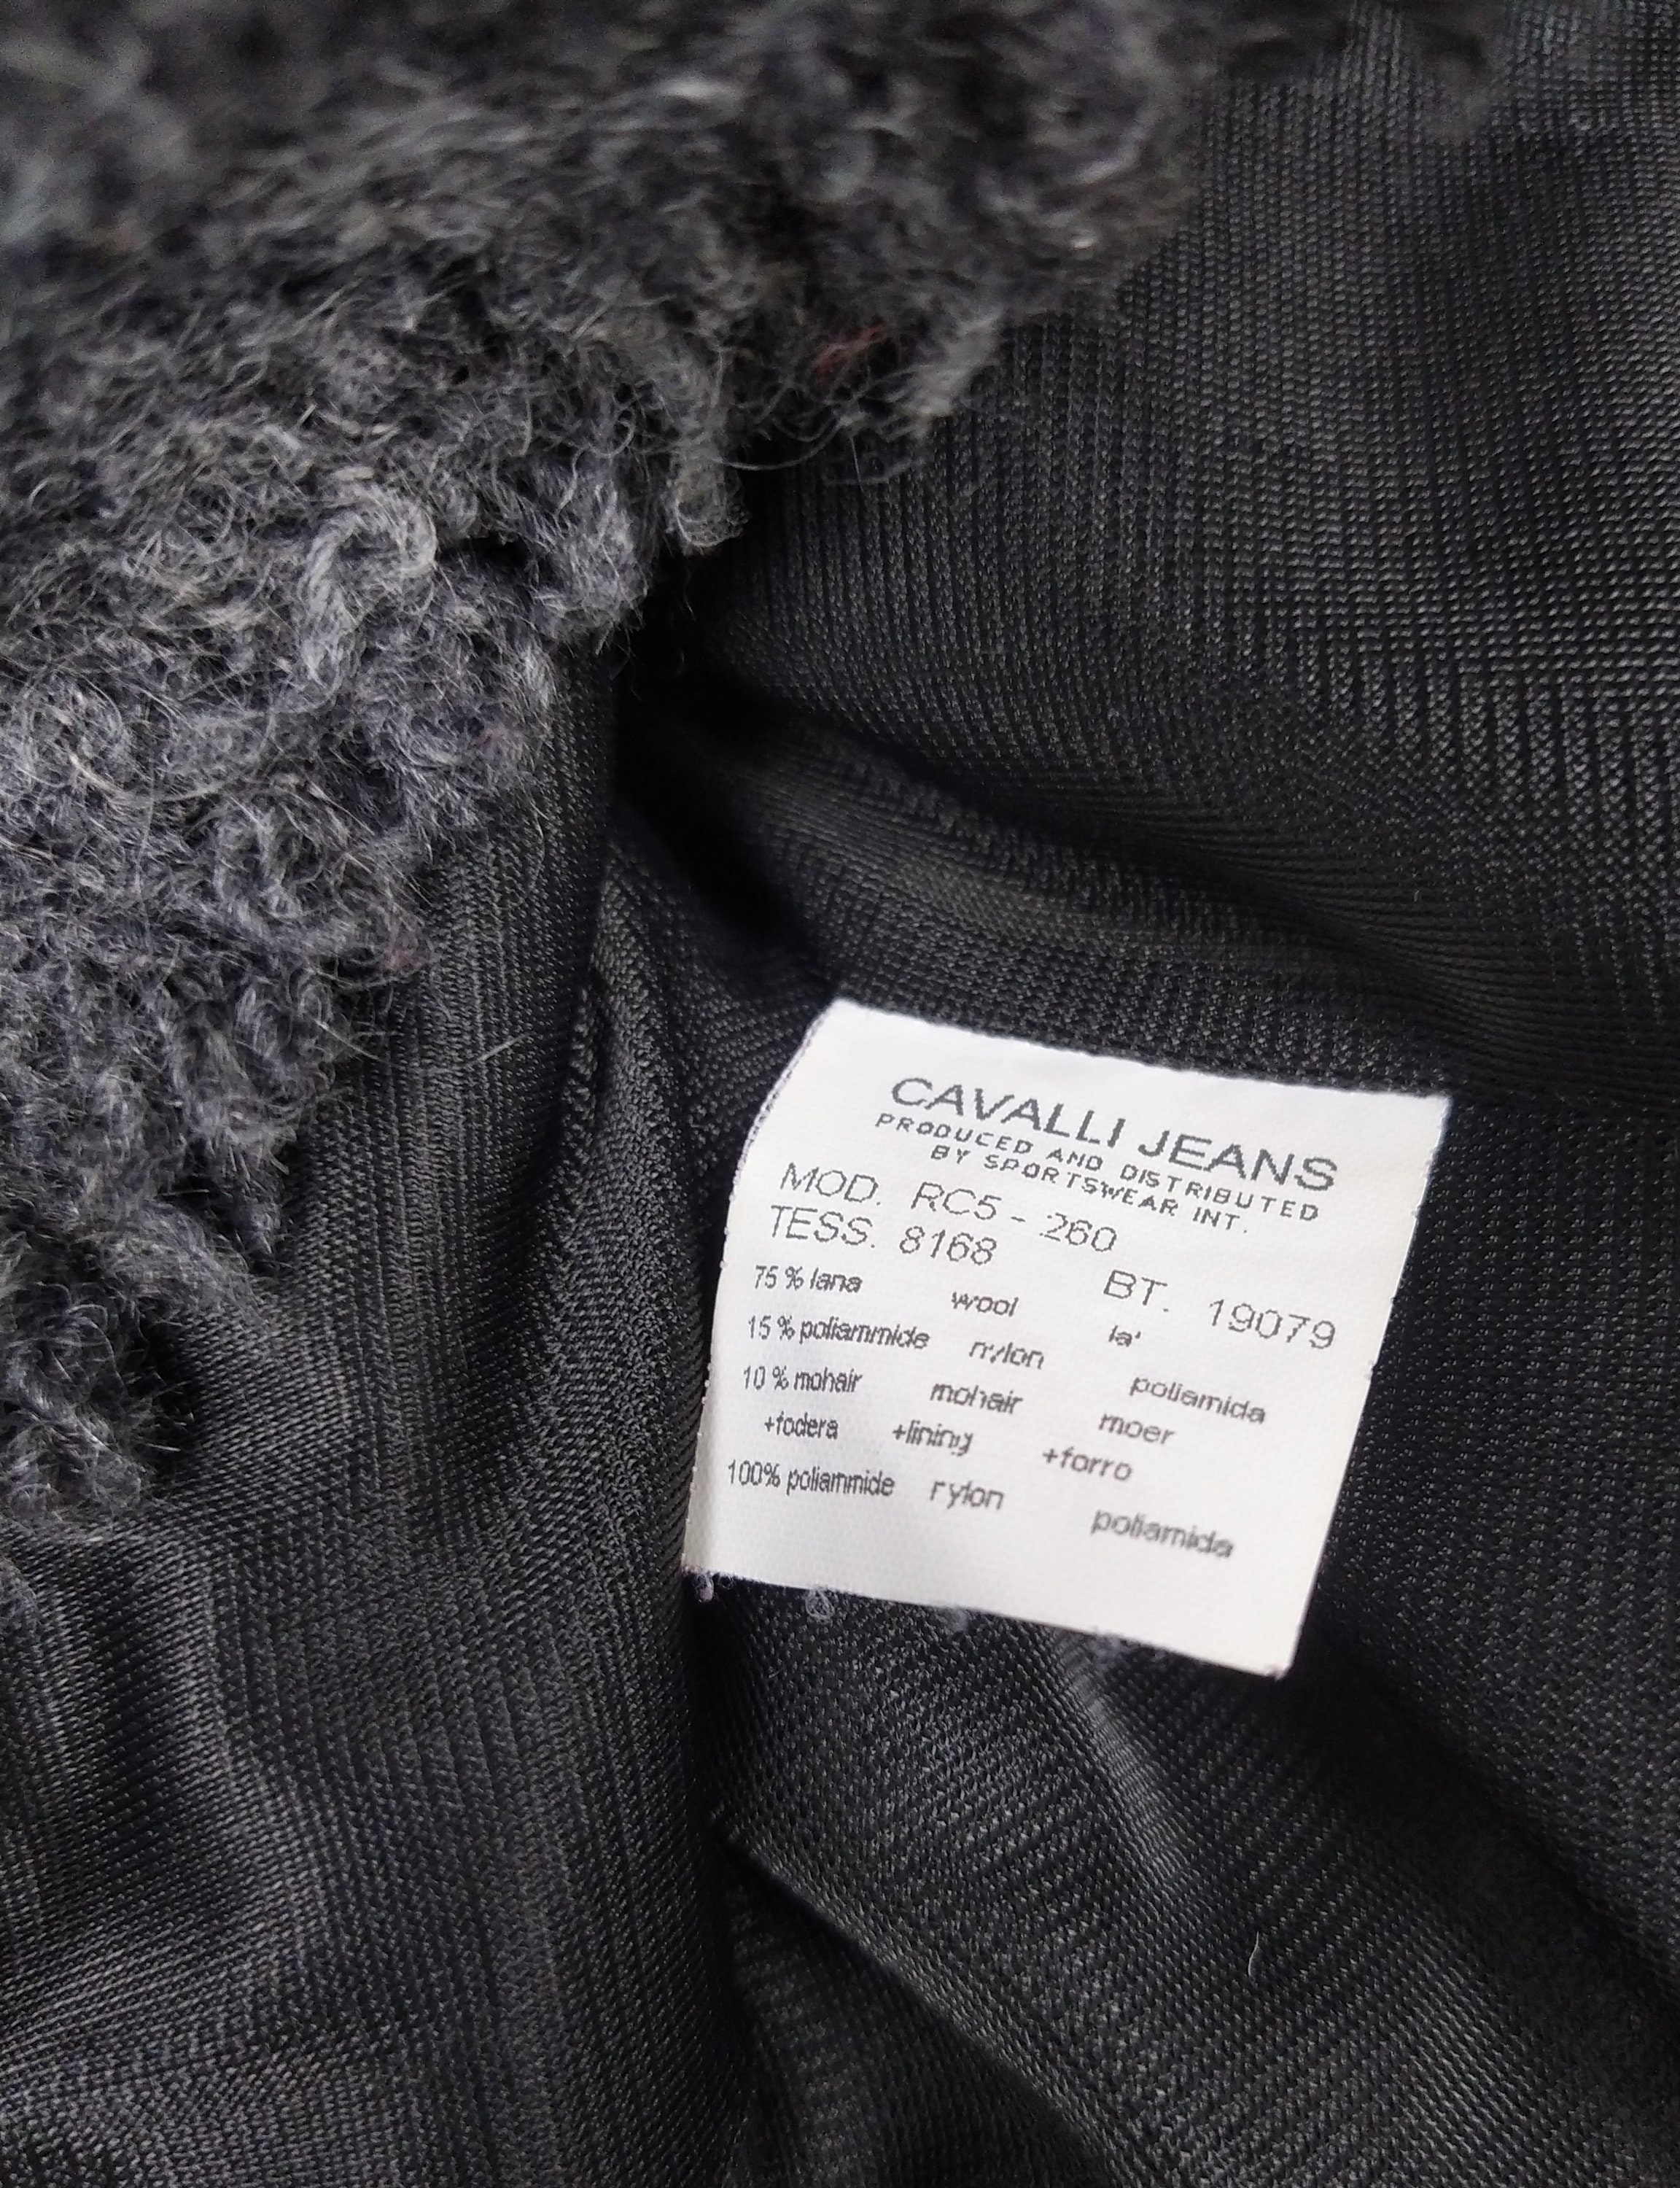 CAVALLI JEANS
PRODUCED AND DISTRIBUTED
BY SPORTSWEAR INT.
MOD. RC5 - 260
TESS. 8168 BT. 19079
75 % lana wool la'
15 % poliammide nylon poliamida
10 % mohair mohair moer
+fodera +lining +forro
100% poliammide nylon poliamida